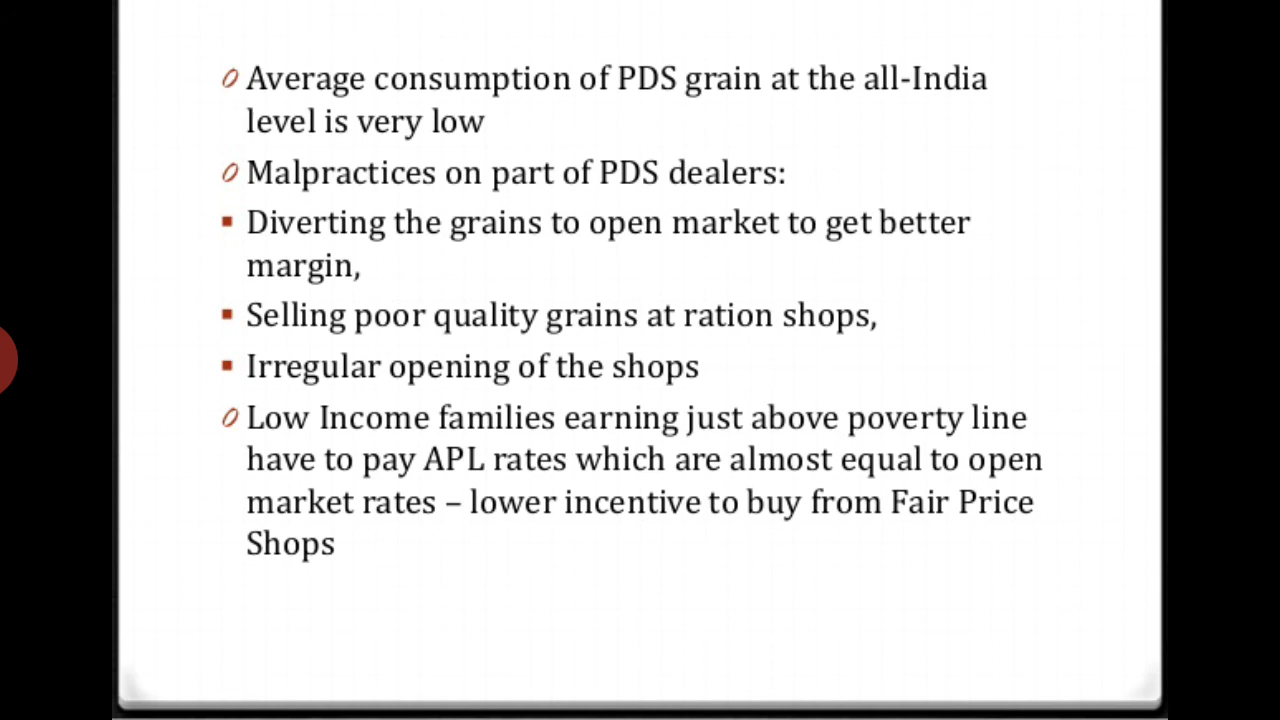 Average consumption of PDS grain at the all-India
level is very low
Malpractices on part of PDS dealers:
Diverting the grains to open market to get better
margin,
Selling poor quality grains at ration shops,
Irregular opening of the shops
Low Income families earning just above poverty line
have to pay APL rates which are almost equal to open
market rates – lower incentive to buy from Fair Price
Shops